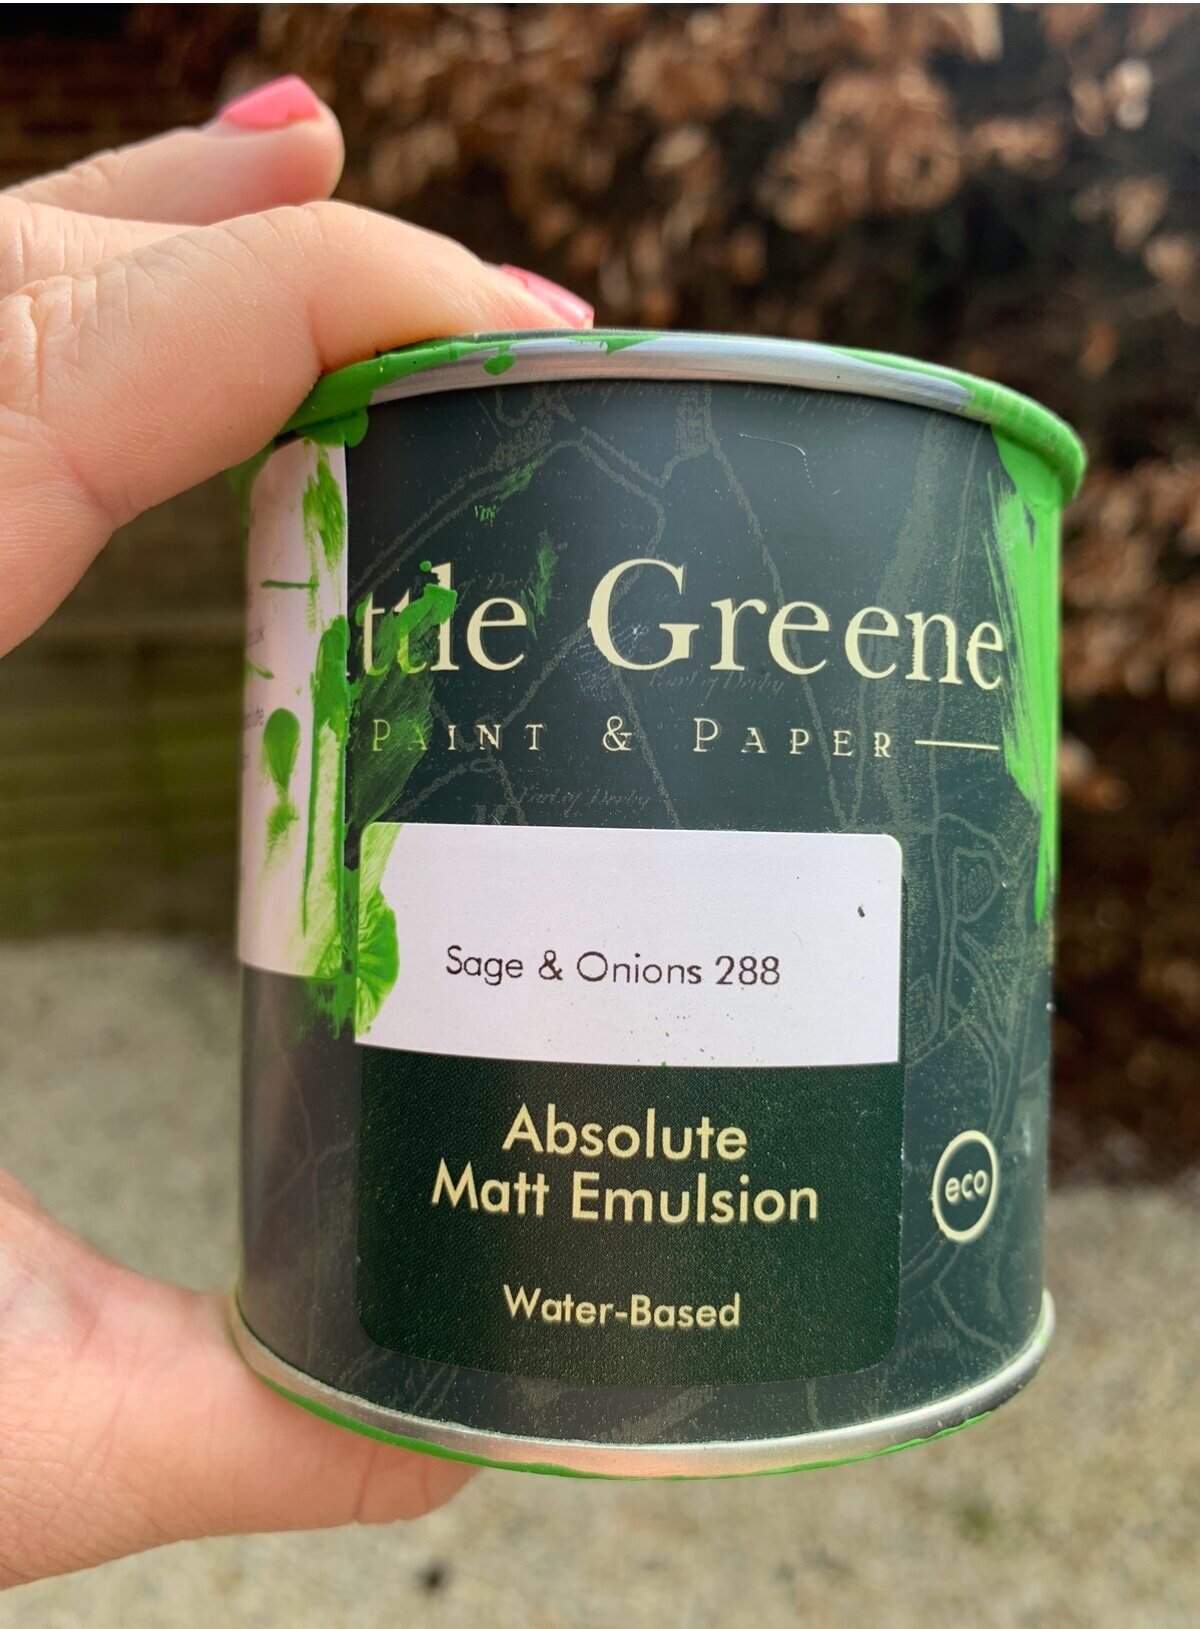 ttle Greene
PAINT & PAPER
Sage & Onions 288
Absolute
Matt Emulsion
eco
Water-Based